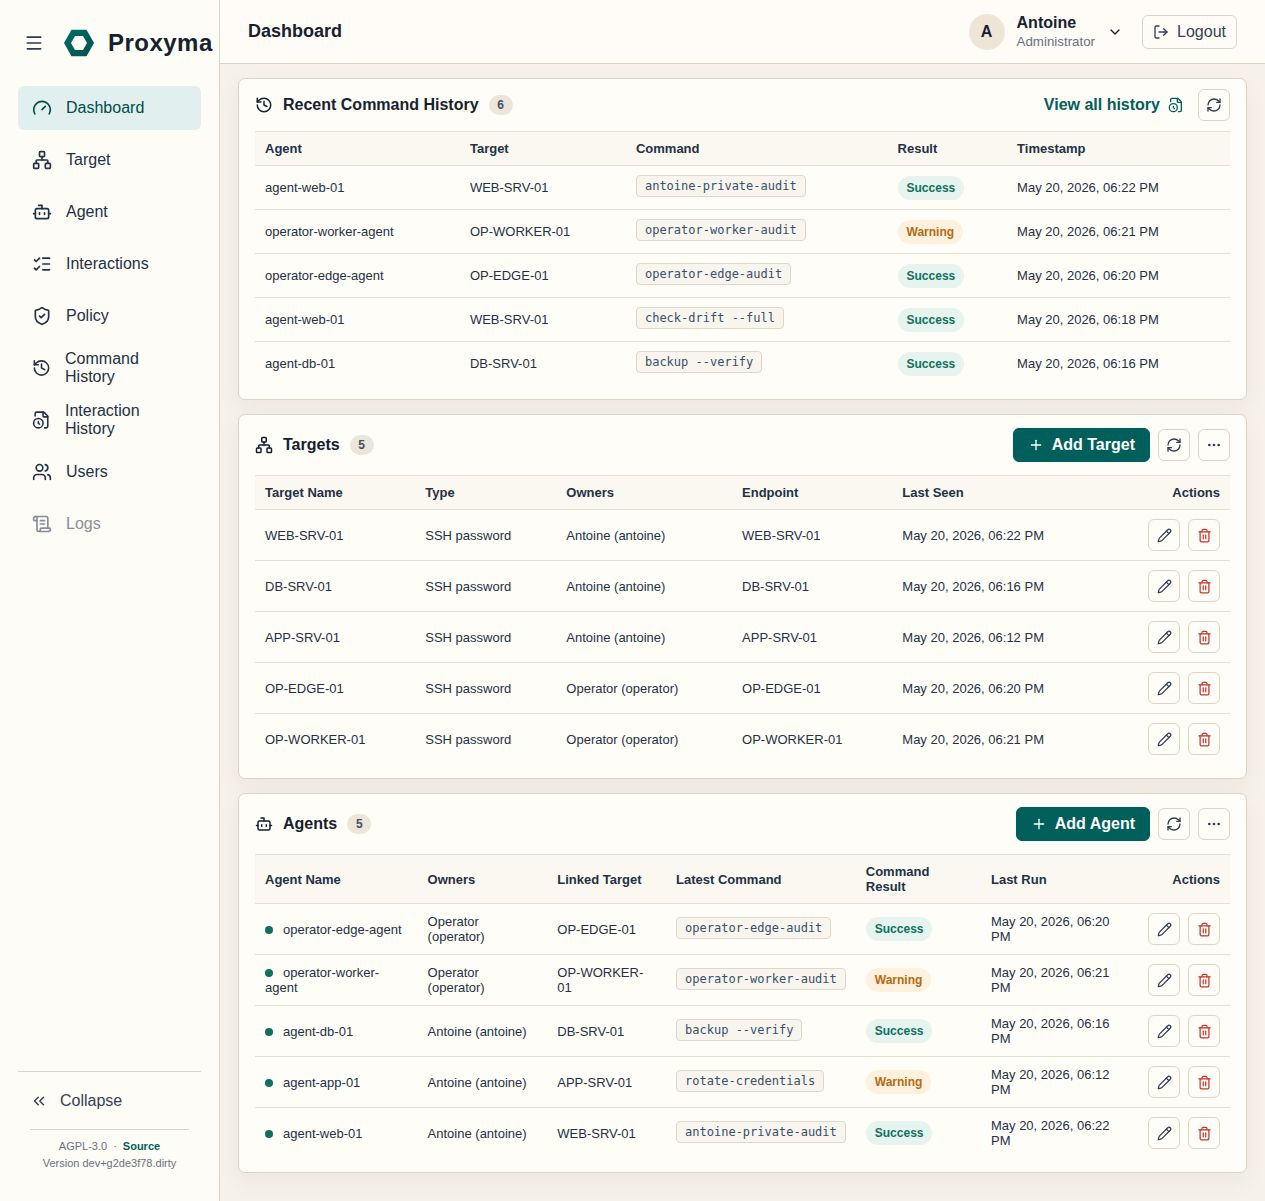 Proxyma
Dashboard
Target
Agent
Interactions
Policy
Command
History
Interaction
History
Users
Logs
Collapse
AGPL-3.0 · Source
Version dev+g2de3f78.dirty
Dashboard
A
Antoine
Administrator
Logout
Recent Command History 6
View all history
Agent Target Command Result Timestamp
agent-web-01 WEB-SRV-01 antoine-private-audit Success May 20, 2026, 06:22 PM
operator-worker-agent OP-WORKER-01 operator-worker-audit Warning May 20, 2026, 06:21 PM
operator-edge-agent OP-EDGE-01 operator-edge-audit Success May 20, 2026, 06:20 PM
agent-web-01 WEB-SRV-01 check-drift --full Success May 20, 2026, 06:18 PM
agent-db-01 DB-SRV-01 backup --verify Success May 20, 2026, 06:16 PM
Targets 5
Add Target
Target Name Type Owners Endpoint Last Seen Actions
WEB-SRV-01 SSH password Antoine (antoine) WEB-SRV-01 May 20, 2026, 06:22 PM
DB-SRV-01 SSH password Antoine (antoine) DB-SRV-01 May 20, 2026, 06:16 PM
APP-SRV-01 SSH password Antoine (antoine) APP-SRV-01 May 20, 2026, 06:12 PM
OP-EDGE-01 SSH password Operator (operator) OP-EDGE-01 May 20, 2026, 06:20 PM
OP-WORKER-01 SSH password Operator (operator) OP-WORKER-01 May 20, 2026, 06:21 PM
Agents 5
Add Agent
Agent Name Owners Linked Target Latest Command Command
Result Last Run Actions
operator-edge-agent Operator
(operator) OP-EDGE-01 operator-edge-audit Success May 20, 2026, 06:20
PM
operator-worker-
agent Operator
(operator) OP-WORKER-
01 operator-worker-audit Warning May 20, 2026, 06:21
PM
agent-db-01 Antoine (antoine) DB-SRV-01 backup --verify Success May 20, 2026, 06:16
PM
agent-app-01 Antoine (antoine) APP-SRV-01 rotate-credentials Warning May 20, 2026, 06:12
PM
agent-web-01 Antoine (antoine) WEB-SRV-01 antoine-private-audit Success May 20, 2026, 06:22
PM